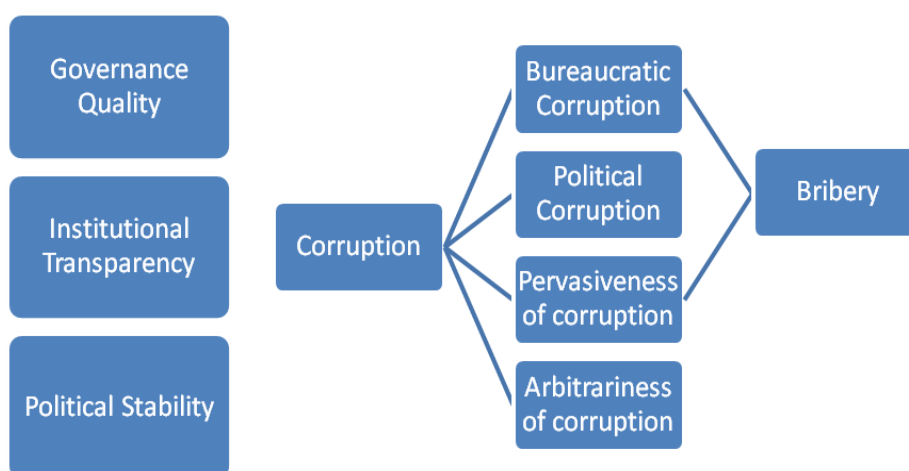 Governance
Quality
Institutional
Transparency
Political Stability
Corruption
Bureaucratic
Corruption
Political
Corruption
Pervasiveness
of corruption
Arbitrariness
of corruption
Bribery